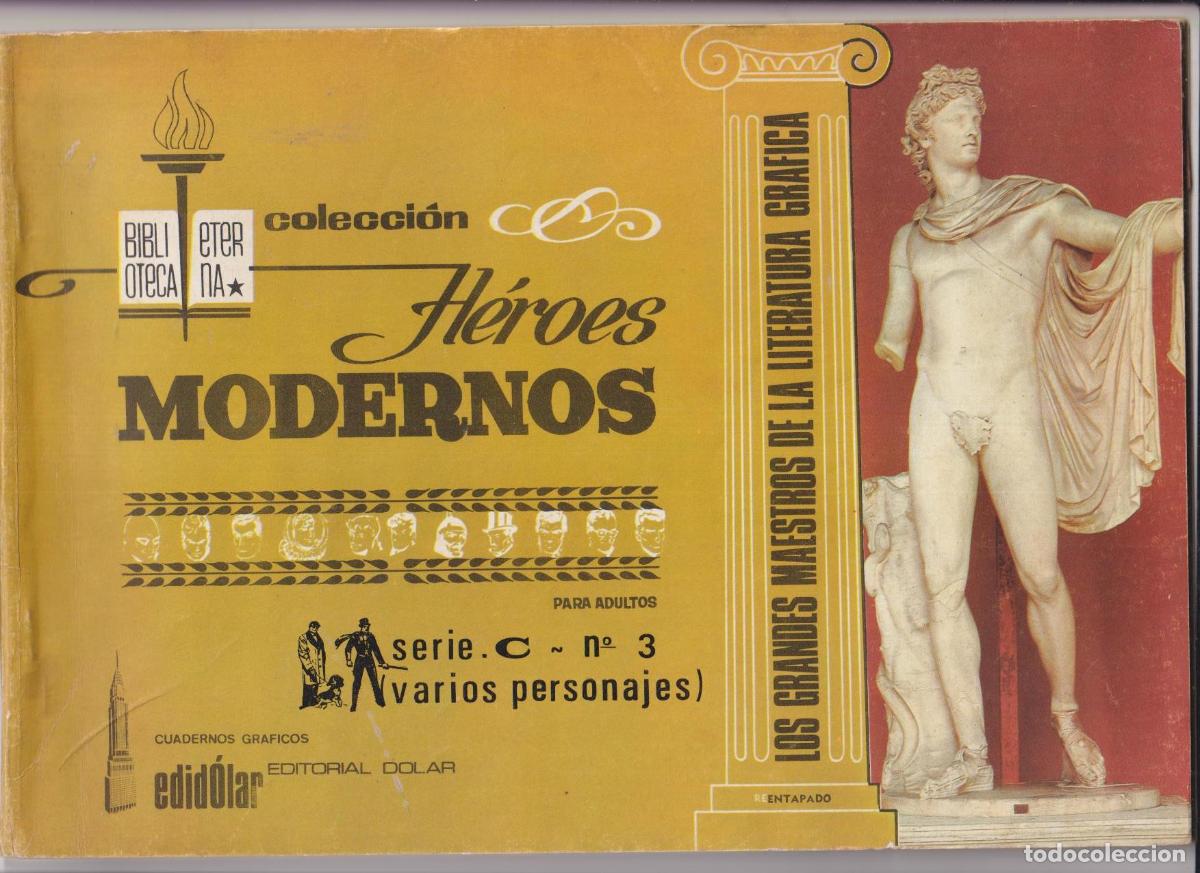 BIBLI ETER
OTECA NA
colección
Héroes
MODERNOS
PARA ADULTOS
serie. C ~ nº 3
(varios personajes)
CUADERNOS GRAFICOS
edidÓlar EDITORIAL DOLAR
LOS GRANDES MAESTROS DE LA LITERATURA GRAFICA
REENTAPADO
todocoleccion